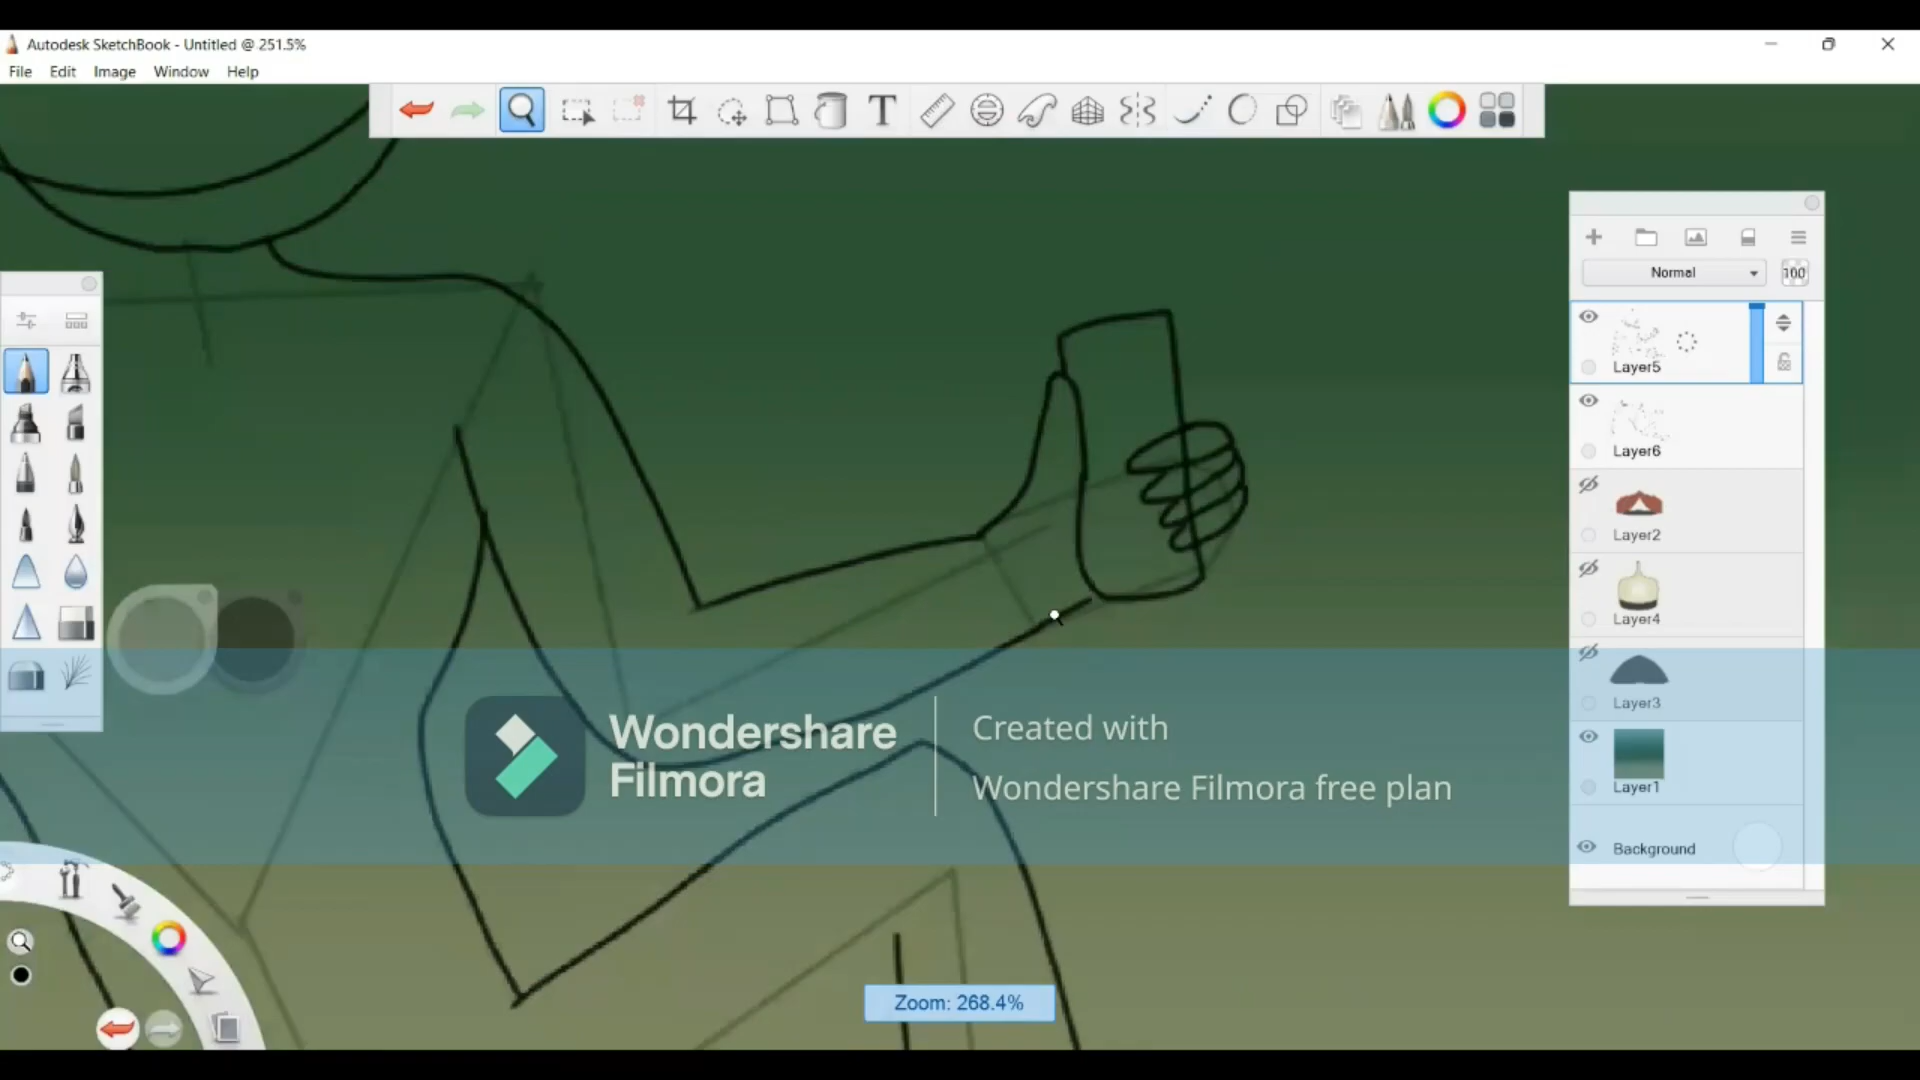 Autodesk SketchBook - Untitled @ 251.5%
File Edit Image Window Help
T
Normal 100
Layer5
Layer6
Layer2
Layer4
Layer3
Layer1
Background
Wondershare
Filmora
Created with
Wondershare Filmora free plan
Zoom: 268.4%